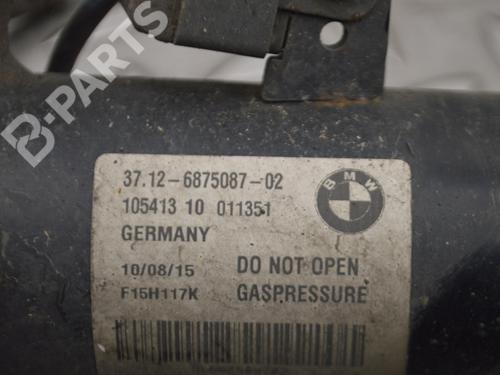 B-PARTS
37.12-6875087-02
105413 10 011351
BMW
GERMANY
10/08/15 DO NOT OPEN
F15H117K GASPRESSURE